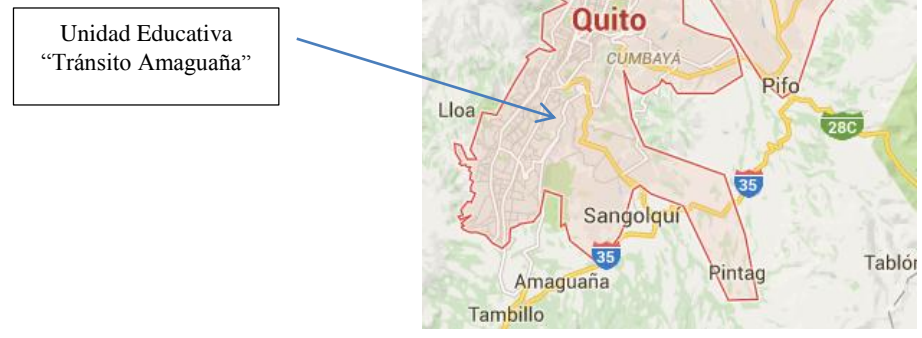 Unidad Educativa
“Tránsito Amaguaña”
Quito
CUMBAYÁ
Pifo
Lloa
28C
35
Sangolquí
35
Pintag
Tablón
Amaguaña
Tambillo